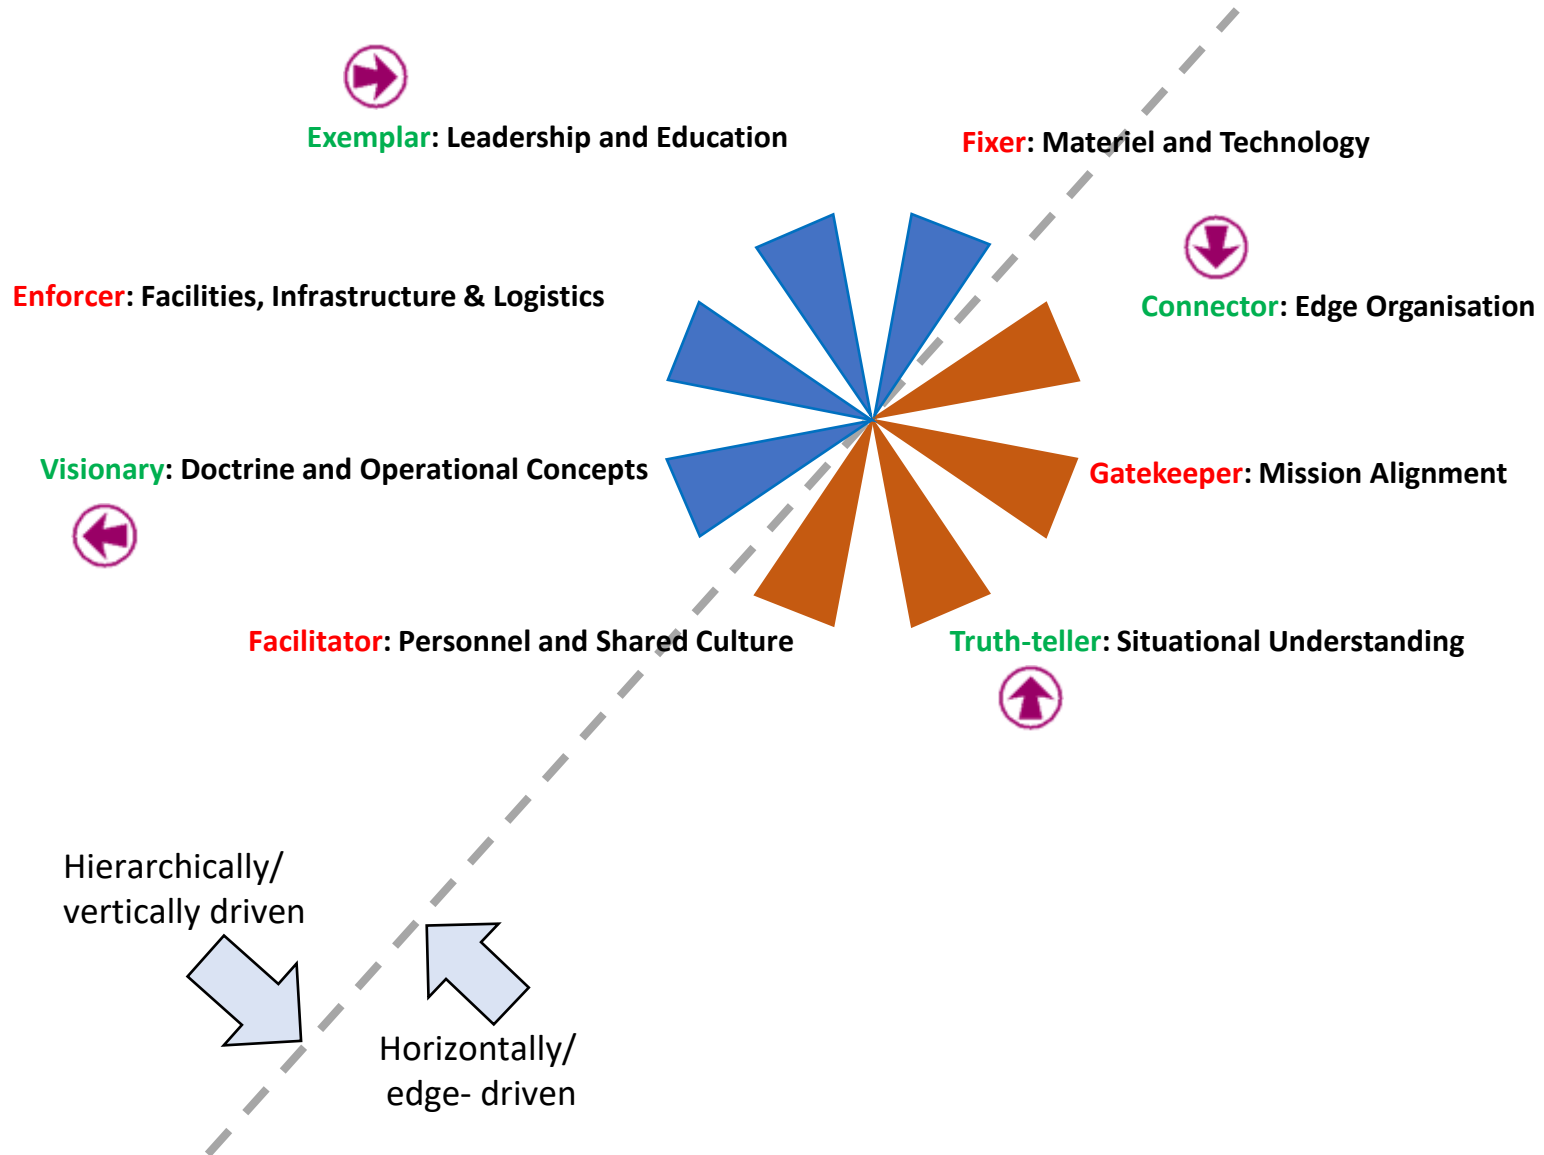 Exemplar: Leadership and Education
Fixer: Materiel and Technology
Enforcer: Facilities, Infrastructure & Logistics
Connector: Edge Organisation
Visionary: Doctrine and Operational Concepts
Gatekeeper: Mission Alignment
Facilitator: Personnel and Shared Culture
Truth-teller: Situational Understanding
Hierarchically/
vertically driven
Horizontally/
edge- driven